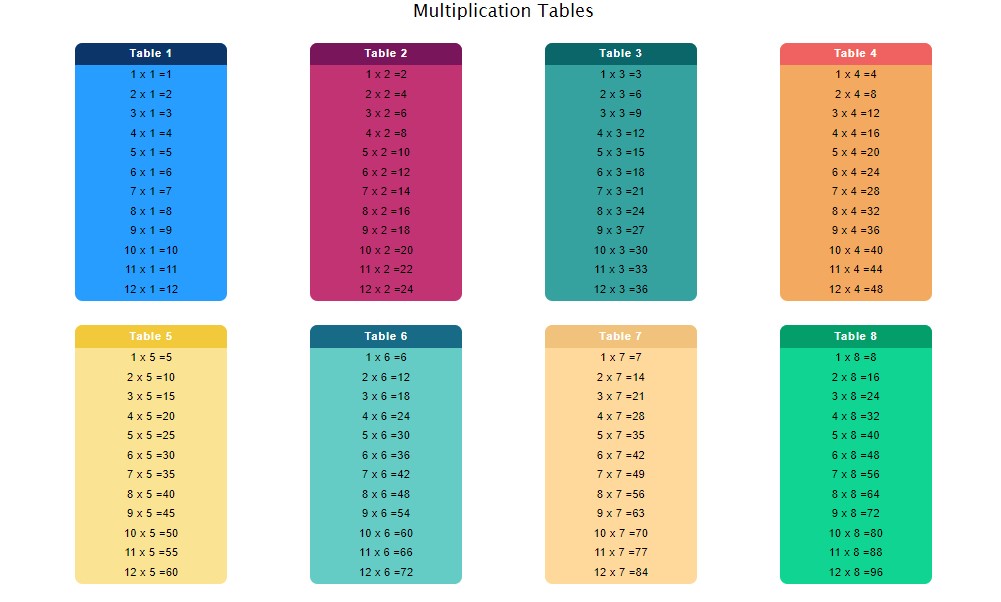 Multiplication Tables
Table 1
1 x 1 =1
2 x 1 =2
3 x 1 =3
4 x 1 =4
5 x 1 =5
6 x 1 =6
7 x 1 =7
8 x 1 =8
9 x 1 =9
10 x 1 =10
11 x 1 =11
12 x 1 =12
Table 2
1 x 2 =2
2 x 2 =4
3 x 2 =6
4 x 2 =8
5 x 2 =10
6 x 2 =12
7 x 2 =14
8 x 2 =16
9 x 2 =18
10 x 2 =20
11 x 2 =22
12 x 2 =24
Table 3
1 x 3 =3
2 x 3 =6
3 x 3 =9
4 x 3 =12
5 x 3 =15
6 x 3 =18
7 x 3 =21
8 x 3 =24
9 x 3 =27
10 x 3 =30
11 x 3 =33
12 x 3 =36
Table 4
1 x 4 =4
2 x 4 =8
3 x 4 =12
4 x 4 =16
5 x 4 =20
6 x 4 =24
7 x 4 =28
8 x 4 =32
9 x 4 =36
10 x 4 =40
11 x 4 =44
12 x 4 =48
Table 5
1 x 5 =5
2 x 5 =10
3 x 5 =15
4 x 5 =20
5 x 5 =25
6 x 5 =30
7 x 5 =35
8 x 5 =40
9 x 5 =45
10 x 5 =50
11 x 5 =55
12 x 5 =60
Table 6
1 x 6 =6
2 x 6 =12
3 x 6 =18
4 x 6 =24
5 x 6 =30
6 x 6 =36
7 x 6 =42
8 x 6 =48
9 x 6 =54
10 x 6 =60
11 x 6 =66
12 x 6 =72
Table 7
1 x 7 =7
2 x 7 =14
3 x 7 =21
4 x 7 =28
5 x 7 =35
6 x 7 =42
7 x 7 =49
8 x 7 =56
9 x 7 =63
10 x 7 =70
11 x 7 =77
12 x 7 =84
Table 8
1 x 8 =8
2 x 8 =16
3 x 8 =24
4 x 8 =32
5 x 8 =40
6 x 8 =48
7 x 8 =56
8 x 8 =64
9 x 8 =72
10 x 8 =80
11 x 8 =88
12 x 8 =96